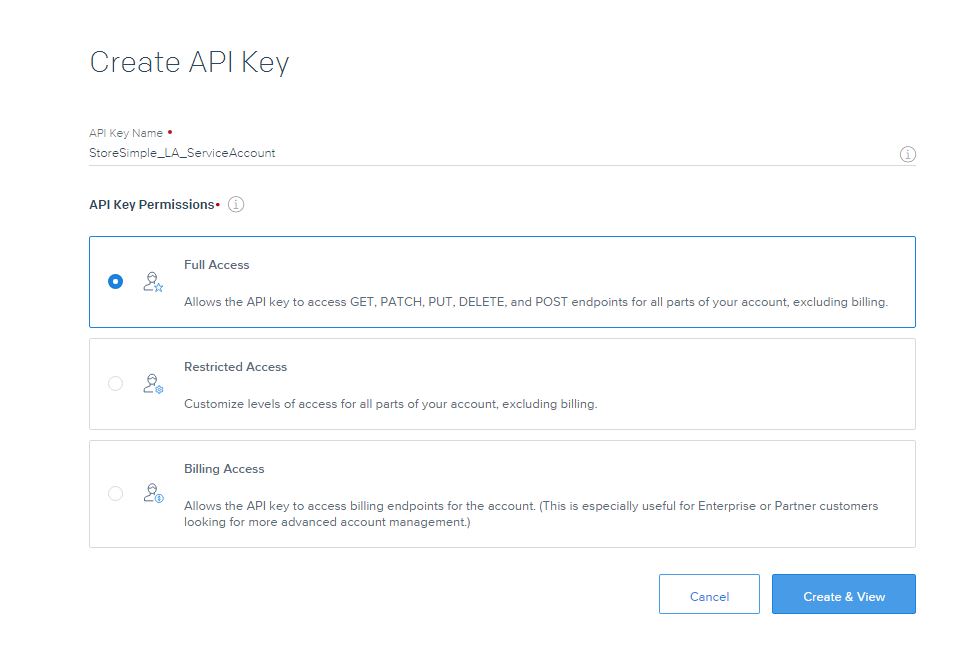 Create API Key
API Key Name •
StoreSimple_LA_ServiceAccount
API Key Permissions•
Full Access
Allows the API key to access GET, PATCH, PUT, DELETE, and POST endpoints for all parts of your account, excluding billing.
Restricted Access
Customize levels of access for all parts of your account, excluding billing.
Billing Access
Allows the API key to access billing endpoints for the account. (This is especially useful for Enterprise or Partner customers
looking for more advanced account management.)
Cancel
Create & View